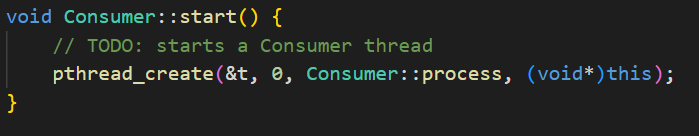 void Consumer::start() {
    // TODO: starts a Consumer thread
    pthread_create(&t, 0, Consumer::process, (void*)this);
}